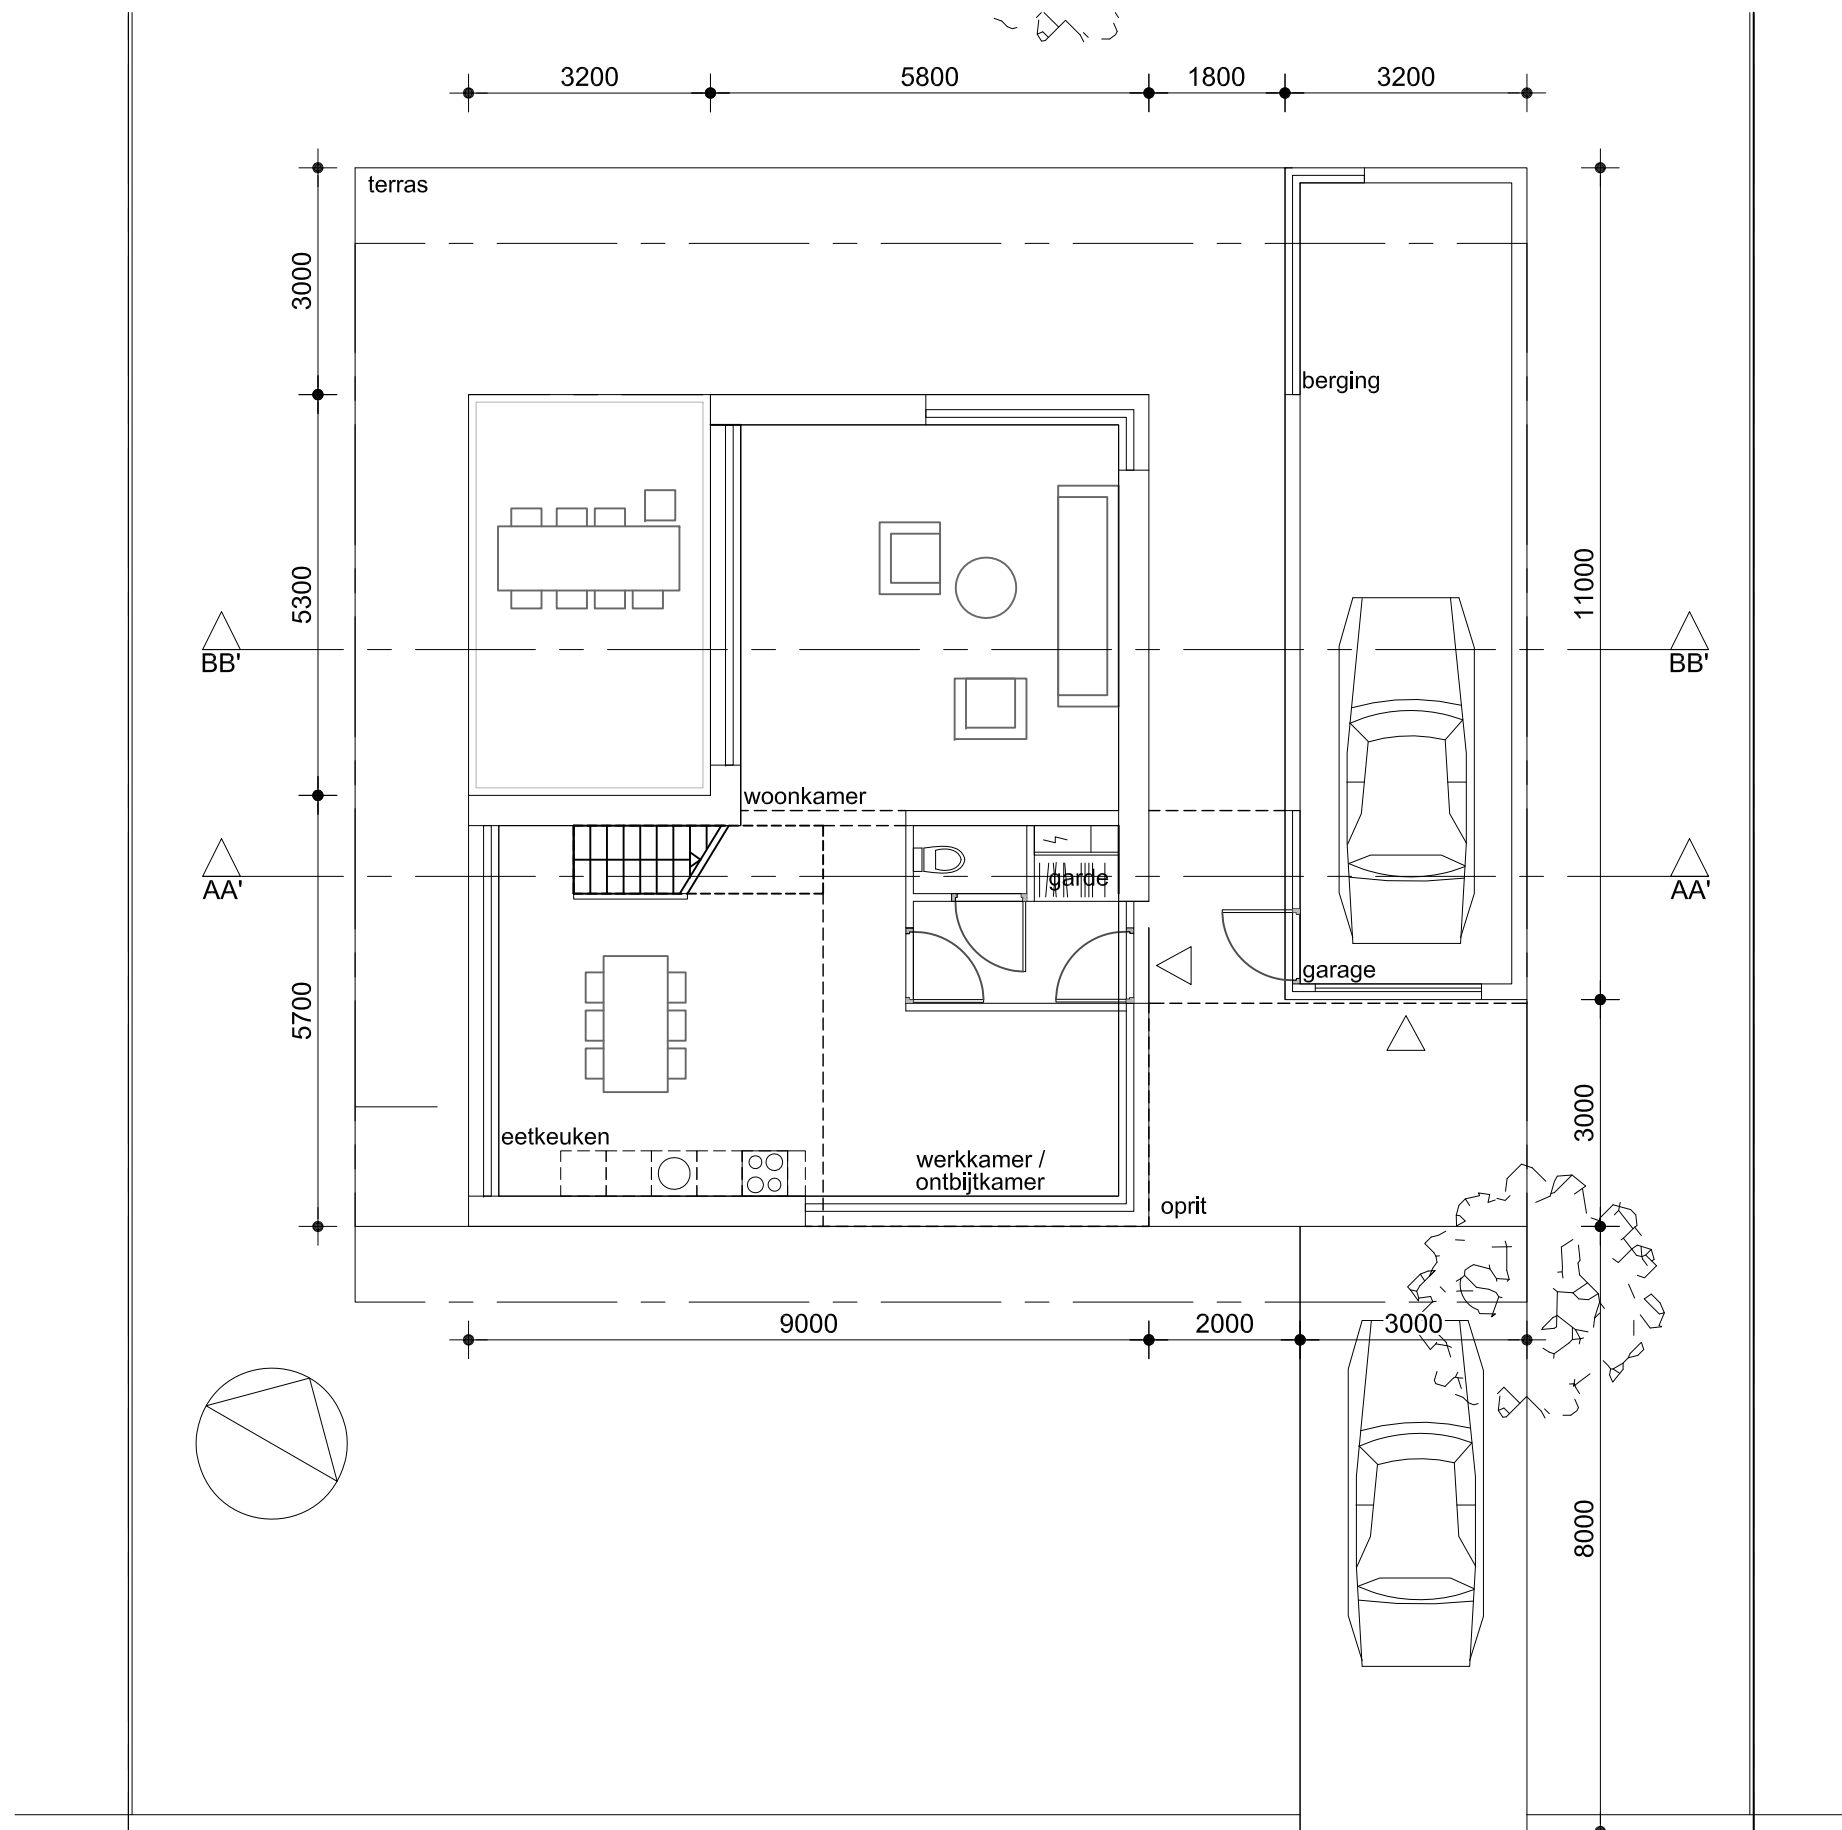 3200 5800 1800 3200
terras
3000
berging
5300
11000
BB'
BB'
woonkamer
AA'
garde
AA'
garage
5700
3000
eetkeuken
werkkamer /
ontbijtkamer
oprit
9000 2000 3000
8000